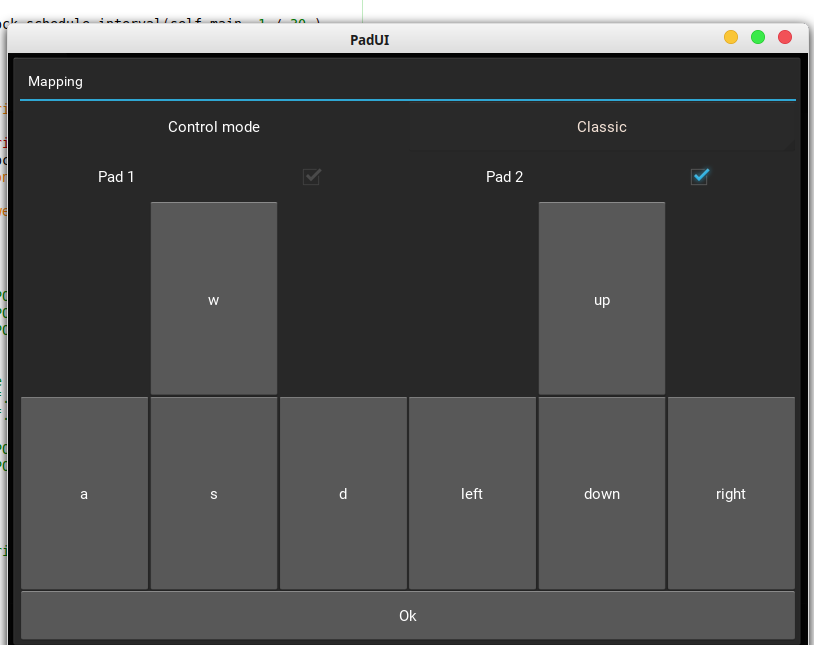 ock.schedule_interval(self.main, 1 / 30 )
PadUI
Mapping
Control mode Classic
Pad 1 Pad 2
w up
a s d left down right
Ok